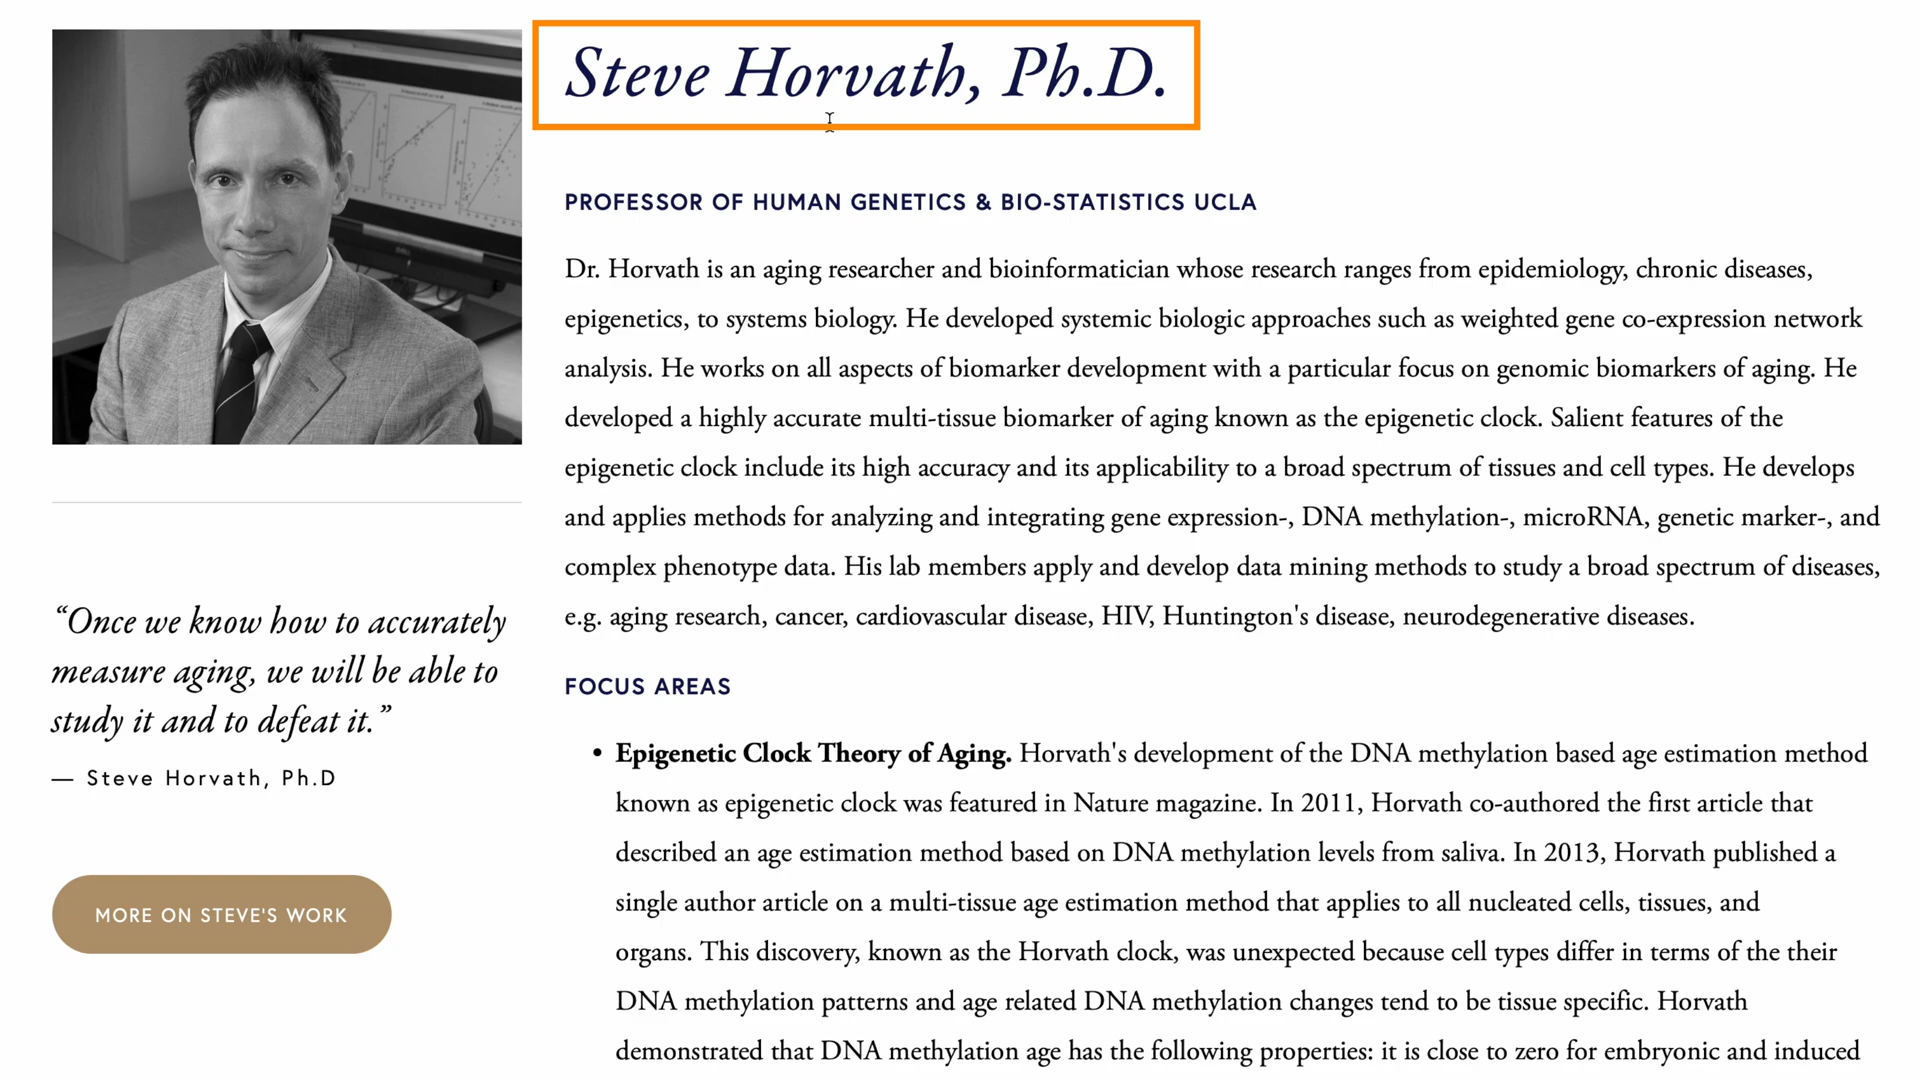 Steve Horvath, Ph.D.
PROFESSOR OF HUMAN GENETICS & BIO-STATISTICS UCLA
Dr. Horvath is an aging researcher and bioinformatician whose research ranges from epidemiology, chronic diseases,
epigenetics, to systems biology. He developed systemic biologic approaches such as weighted gene co-expression network
analysis. He works on all aspects of biomarker development with a particular focus on genomic biomarkers of aging. He
developed a highly accurate multi-tissue biomarker of aging known as the epigenetic clock. Salient features of the
epigenetic clock include its high accuracy and its applicability to a broad spectrum of tissues and cell types. He develops
and applies methods for analyzing and integrating gene expression-, DNA methylation-, microRNA, genetic marker-, and
complex phenotype data. His lab members apply and develop data mining methods to study a broad spectrum of diseases,
e.g. aging research, cancer, cardiovascular disease, HIV, Huntington's disease, neurodegenerative diseases.
FOCUS AREAS
• Epigenetic Clock Theory of Aging. Horvath's development of the DNA methylation based age estimation method
known as epigenetic clock was featured in Nature magazine. In 2011, Horvath co-authored the first article that
described an age estimation method based on DNA methylation levels from saliva. In 2013, Horvath published a
single author article on a multi-tissue age estimation method that applies to all nucleated cells, tissues, and
organs. This discovery, known as the Horvath clock, was unexpected because cell types differ in terms of the their
DNA methylation patterns and age related DNA methylation changes tend to be tissue specific. Horvath
demonstrated that DNA methylation age has the following properties: it is close to zero for embryonic and induced
“Once we know how to accurately
measure aging, we will be able to
study it and to defeat it.”
— Steve Horvath, Ph.D
MORE ON STEVE'S WORK